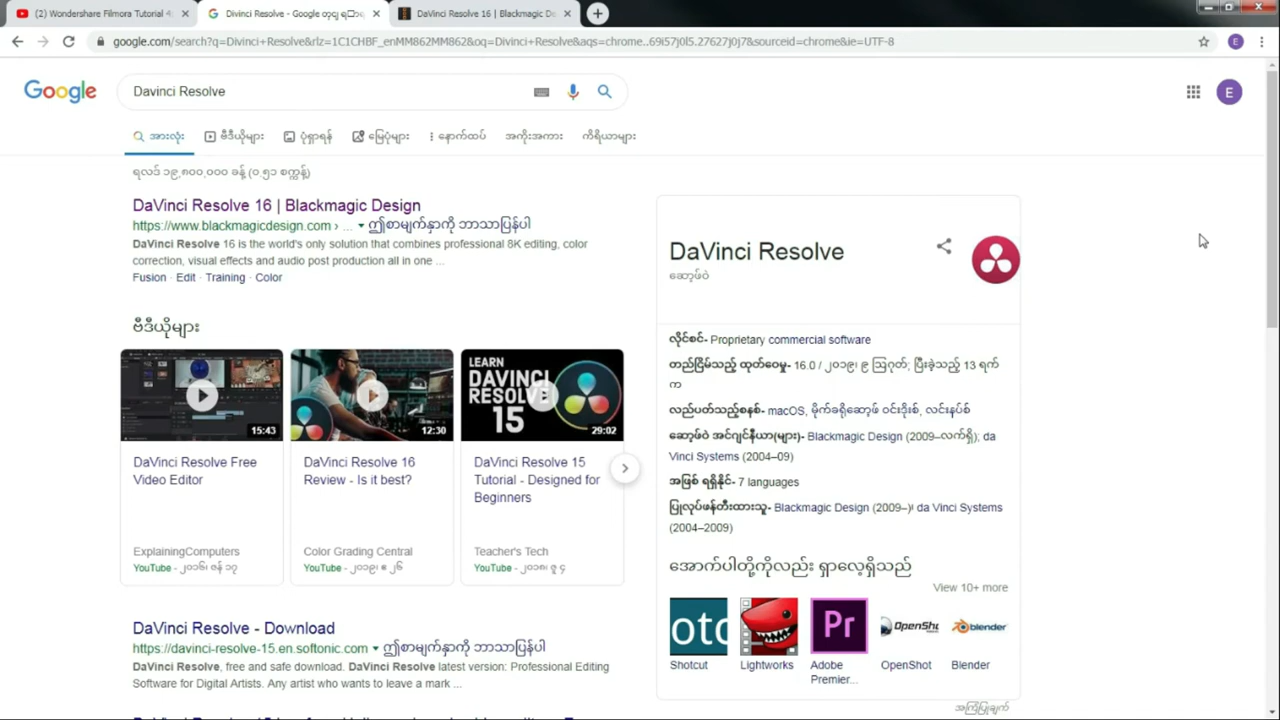 (2) Wondershare Filmora Tutorial 4
Divinci Resolve - Google
DaVinci Resolve 16 | Blackmagic De
google.com/search?q=Divinci+Resolve&rlz=1C1CHBF_enMM862MM862&oq=Divinci+Resolve&aqs=chrome..69i57j0l5.27627j0j7&sourceid=chrome&ie=UTF-8
E
Google
Davinci Resolve
E
အားလုံး ဗီဒီယိုများ ပုံရှာရန် မြေပုံများ နောက်ထပ် အကိုးအကား ကိရိယာများ
ရလဒ် ၁၉,၈၀၀,၀၀၀ ခန့် (၀.၅၁ စက္ကန့်)
DaVinci Resolve 16 | Blackmagic Design
https://www.blackmagicdesign.com › ... ▾ ဤစာမျက်နှာကို ဘာသာပြန်ပါ
DaVinci Resolve 16 is the world's only solution that combines professional 8K editing, color
correction, visual effects and audio post production all in one ...
Fusion · Edit · Training · Color
ဗီဒီယိုများ
15:43
12:30
LEARN
DAVINCI
RESOLVE
15
29:02
DaVinci Resolve Free
Video Editor
ExplainingComputers
YouTube - ၂၀၁၆၊ ဇန် ၁၇
DaVinci Resolve 16
Review - Is it best?
Color Grading Central
YouTube - ၂၀၁၉၊ ဧ ၂၆
DaVinci Resolve 15
Tutorial - Designed for
Beginners
Teacher's Tech
YouTube - ၂၀၁၈၊ ဇူ ၄
DaVinci Resolve - Download
https://davinci-resolve-15.en.softonic.com ▾ ဤစာမျက်နှာကို ဘာသာပြန်ပါ
DaVinci Resolve, free and safe download. DaVinci Resolve latest version: Professional Editing
Software for Digital Artists. Any artist who wants to leave a mark ...
DaVinci Resolve
ဆော့ဖ်ဝဲ
လိုင်စင်- Proprietary commercial software
တည်ငြိမ်သည့် ထုတ်ဝေမှု- 16.0 / ၂၀၁၉၊ ၉ ဩဂုတ်; ပြီးခဲ့သည့် 13 ရက်
က
လည်ပတ်သည့်စနစ်- macOS, မိုက်ခရိုဆော့ဖ် ဝင်းဒိုးစ်, လင်းနပ်စ်
ဆော့ဖ်ဝဲ အင်ဂျင်နီယာ(များ)- Blackmagic Design (2009–လက်ရှိ); da
Vinci Systems (2004–09)
အဖြစ် ရရှိနိုင်- 7 languages
ပြုလုပ်ဖန်တီးထားသူ- Blackmagic Design (2009–)၊ da Vinci Systems
(2004–2009)
အောက်ပါတို့ကိုလည်း ရှာလေ့ရှိသည်
View 10+ more
otc
Pr
OpenSh
blender
Shotcut
Lightworks
Adobe
Premier...
OpenShot
Blender
အကြံပြုချက်